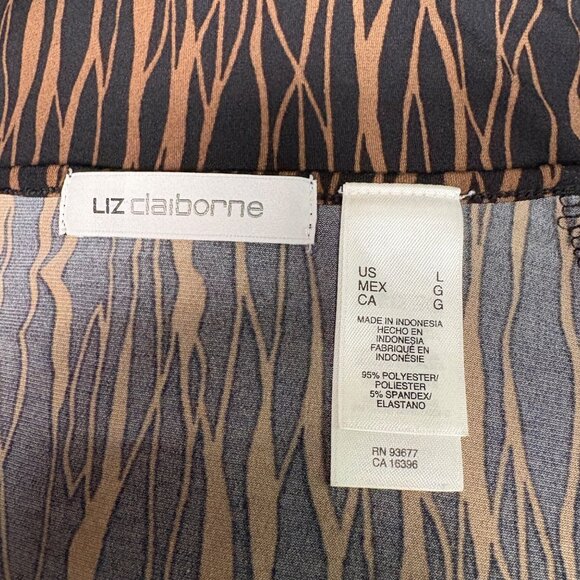 LIZ claiborne
US L
MEX G
CA G
MADE IN INDONESIA
HECHO EN
INDONESIA
FABRIQUÉ EN
INDONÉSIE
95% POLYESTER/
POLIÉSTER
5% SPANDEX/
ELASTANO
RN 93677
CA 16396